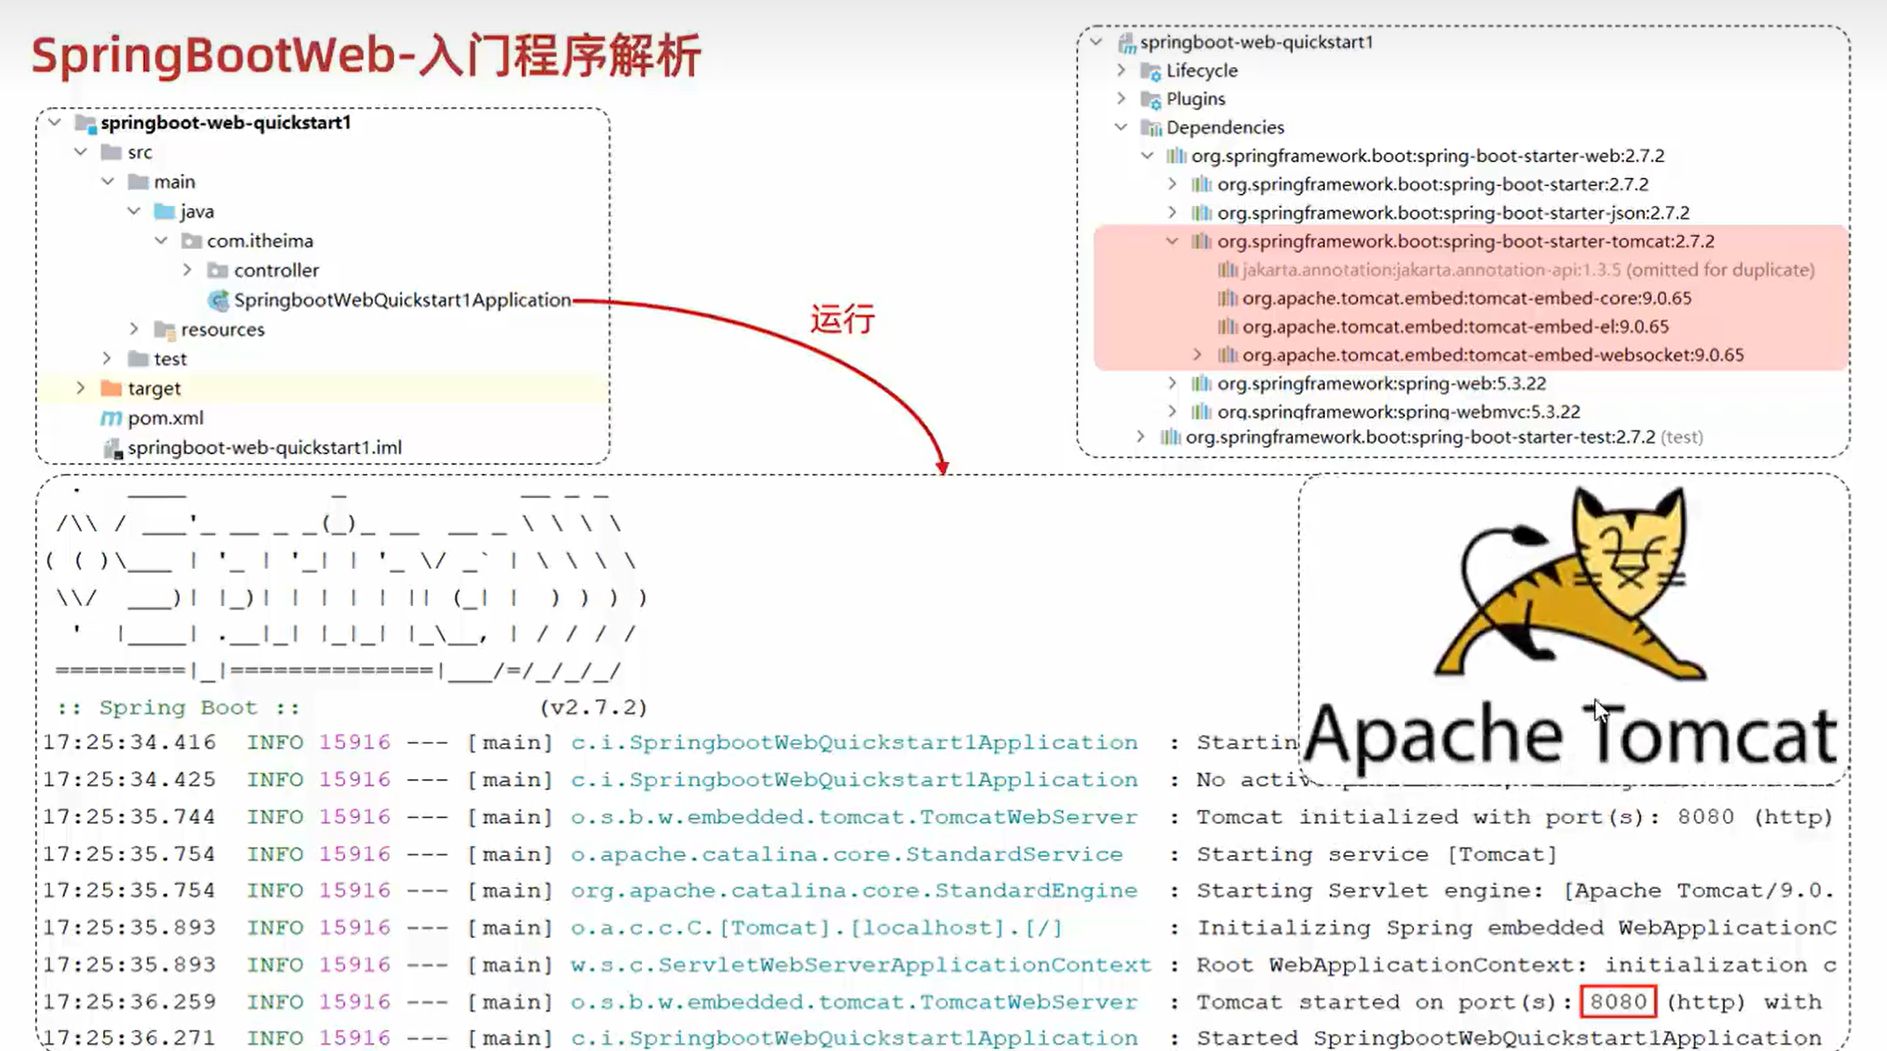 SpringBootWeb-入门程序解析
springboot-web-quickstart1
src
main
java
com.itheima
controller
SpringbootWebQuickstart1Application
resources
test
target
pom.xml
springboot-web-quickstart1.iml
运行
springboot-web-quickstart1
Lifecycle
Plugins
Dependencies
org.springframework.boot:spring-boot-starter-web:2.7.2
org.springframework.boot:spring-boot-starter:2.7.2
org.springframework.boot:spring-boot-starter-json:2.7.2
org.springframework.boot:spring-boot-starter-tomcat:2.7.2
jakarta.annotation:jakarta.annotation-api:1.3.5 (omitted for duplicate)
org.apache.tomcat.embed:tomcat-embed-core:9.0.65
org.apache.tomcat.embed:tomcat-embed-el:9.0.65
org.apache.tomcat.embed:tomcat-embed-websocket:9.0.65
org.springframework:spring-web:5.3.22
org.springframework:spring-webmvc:5.3.22
org.springframework.boot:spring-boot-starter-test:2.7.2 (test)
Apache Tomcat
:: Spring Boot :: (v2.7.2)
17:25:34.416 INFO 15916 --- [main] c.i.SpringbootWebQuickstart1Application : Startin
17:25:34.425 INFO 15916 --- [main] c.i.SpringbootWebQuickstart1Application : No activ
17:25:35.744 INFO 15916 --- [main] o.s.b.w.embedded.tomcat.TomcatWebServer : Tomcat initialized with port(s): 8080 (http)
17:25:35.754 INFO 15916 --- [main] o.apache.catalina.core.StandardService : Starting service [Tomcat]
17:25:35.754 INFO 15916 --- [main] org.apache.catalina.core.StandardEngine : Starting Servlet engine: [Apache Tomcat/9.0.
17:25:35.893 INFO 15916 --- [main] o.a.c.c.C.[Tomcat].[localhost].[/] : Initializing Spring embedded WebApplicationC
17:25:35.893 INFO 15916 --- [main] w.s.c.ServletWebServerApplicationContext : Root WebApplicationContext: initialization c
17:25:36.259 INFO 15916 --- [main] o.s.b.w.embedded.tomcat.TomcatWebServer : Tomcat started on port(s): 8080 (http) with
17:25:36.271 INFO 15916 --- [main] c.i.SpringbootWebQuickstart1Application : Started SpringbootWebQuickstart1Application